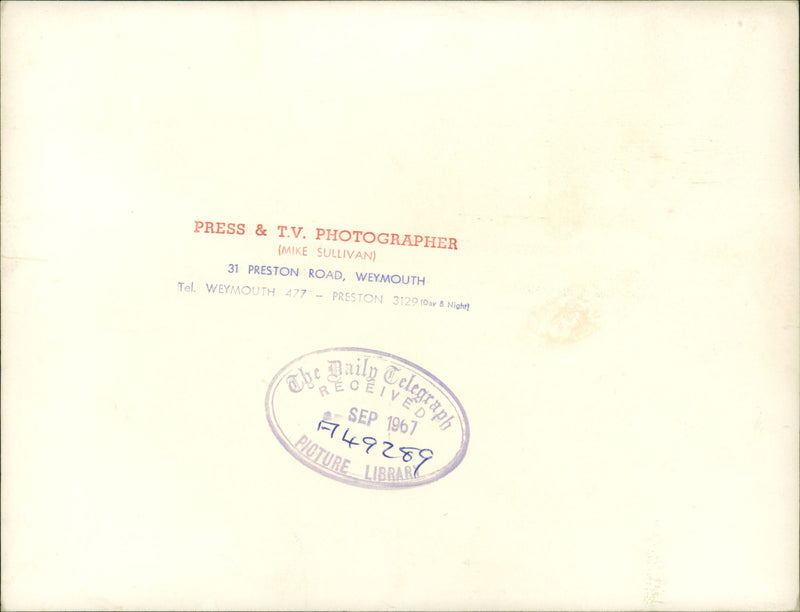 PRESS & T.V. PHOTOGRAPHER
(MIKE SULLIVAN)
31 PRESTON ROAD, WEYMOUTH
Tel. WEYMOUTH 477 – PRESTON 3129 (Day & Night)
The Daily Telegraph
RECEIVED
SEP 1967
A49289
PICTURE LIBRARY